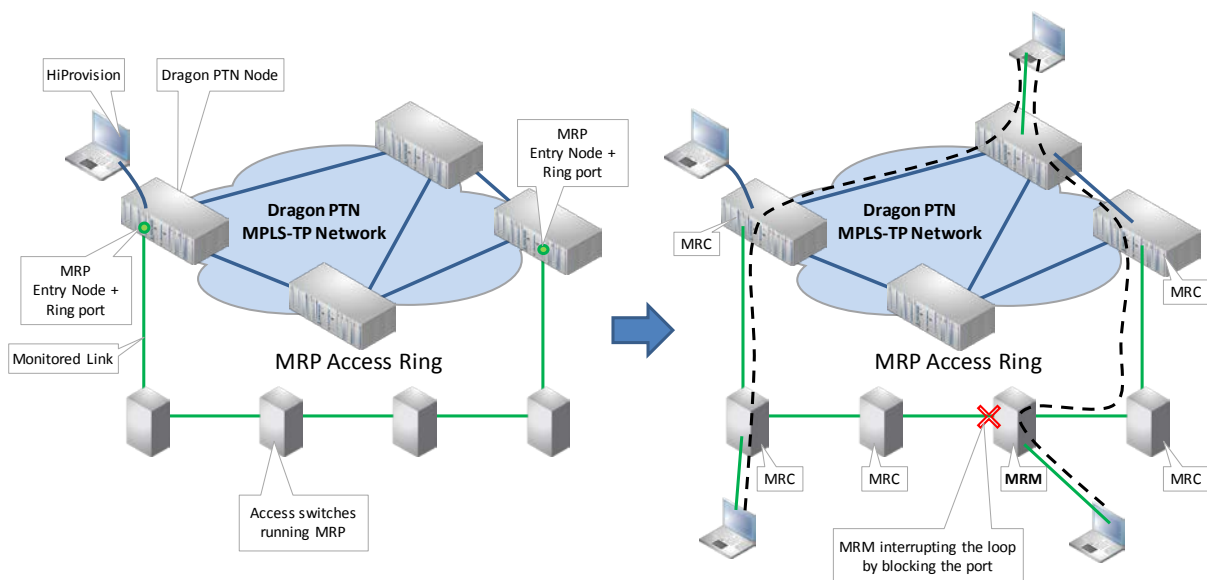 HiProvision
Dragon PTN Node
MRP
Entry Node +
Ring port
Dragon PTN
MPLS-TP Network
MRP
Entry Node +
Ring port
Monitored Link
MRP Access Ring
Access switches
running MRP
Dragon PTN
MPLS-TP Network
MRC
MRC
MRP Access Ring
MRC
MRC
MRM
MRC
MRM interrupting the loop
by blocking the port